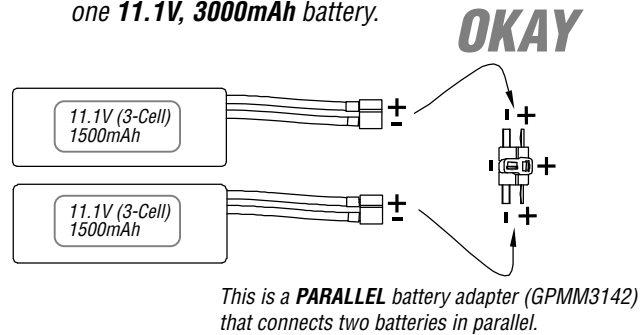 one 11.1V, 3000mAh battery.
OKAY
11.1V (3-Cell)
1500mAh
+
-
- +
- +
11.1V (3-Cell)
1500mAh
+
-
- +
This is a PARALLEL battery adapter (GPMM3142)
that connects two batteries in parallel.